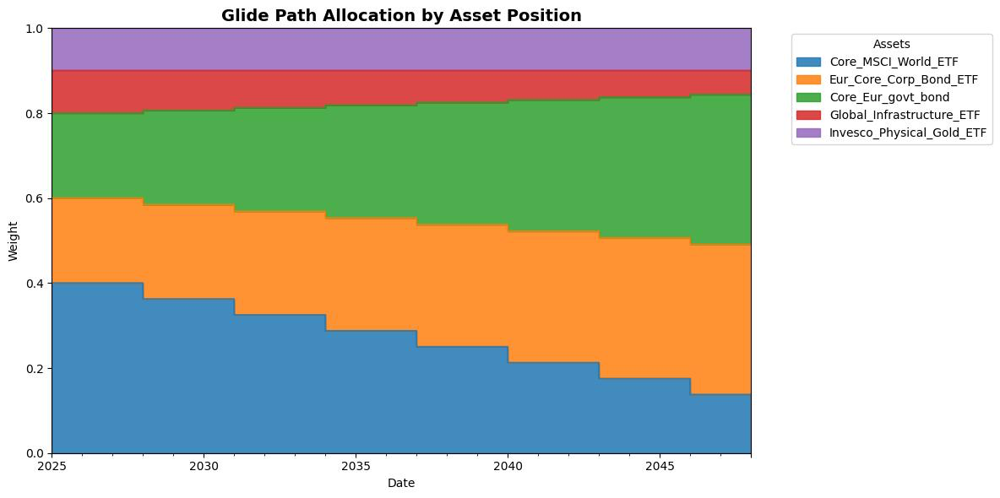 Glide Path Allocation by Asset Position
1.0
0.8
0.6
0.4
0.2
0.0
Weight
2025
2030
2035
2040
2045
Date
Assets
Core_MSCI_World_ETF
Eur_Core_Corp_Bond_ETF
Core_Eur_govt_bond
Global_Infrastructure_ETF
Invesco_Physical_Gold_ETF